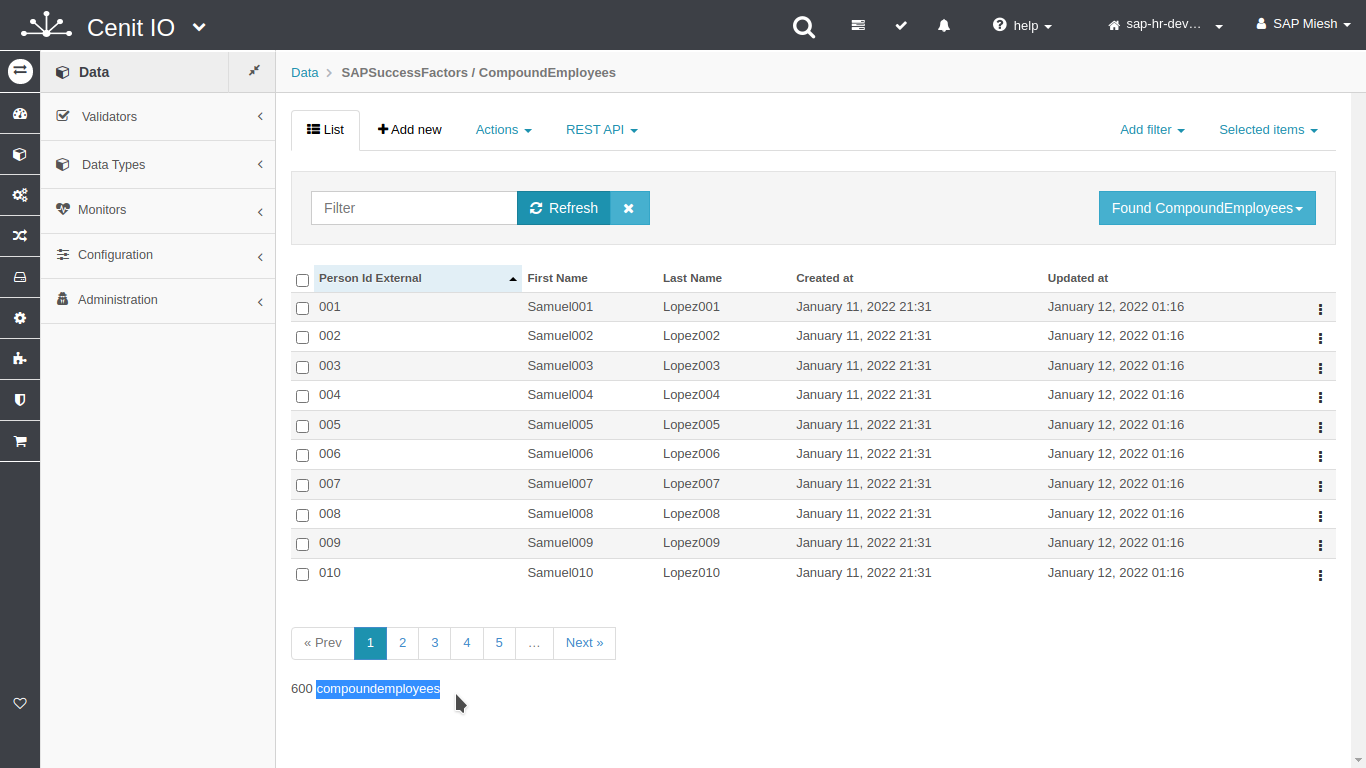 Cenit IO
help
sap-hr-dev…
SAP Miesh
Data
Data
SAPSuccessFactors / CompoundEmployees
Validators
Data Types
Monitors
Configuration
Administration
List
Add new
Actions
REST API
Add filter
Selected items
Filter
Refresh
Found CompoundEmployees
Person Id External First Name Last Name Created at Updated at
001 Samuel001 Lopez001 January 11, 2022 21:31 January 12, 2022 01:16
002 Samuel002 Lopez002 January 11, 2022 21:31 January 12, 2022 01:16
003 Samuel003 Lopez003 January 11, 2022 21:31 January 12, 2022 01:16
004 Samuel004 Lopez004 January 11, 2022 21:31 January 12, 2022 01:16
005 Samuel005 Lopez005 January 11, 2022 21:31 January 12, 2022 01:16
006 Samuel006 Lopez006 January 11, 2022 21:31 January 12, 2022 01:16
007 Samuel007 Lopez007 January 11, 2022 21:31 January 12, 2022 01:16
008 Samuel008 Lopez008 January 11, 2022 21:31 January 12, 2022 01:16
009 Samuel009 Lopez009 January 11, 2022 21:31 January 12, 2022 01:16
010 Samuel010 Lopez010 January 11, 2022 21:31 January 12, 2022 01:16
« Prev 1 2 3 4 5 … Next »
600 compoundemployees